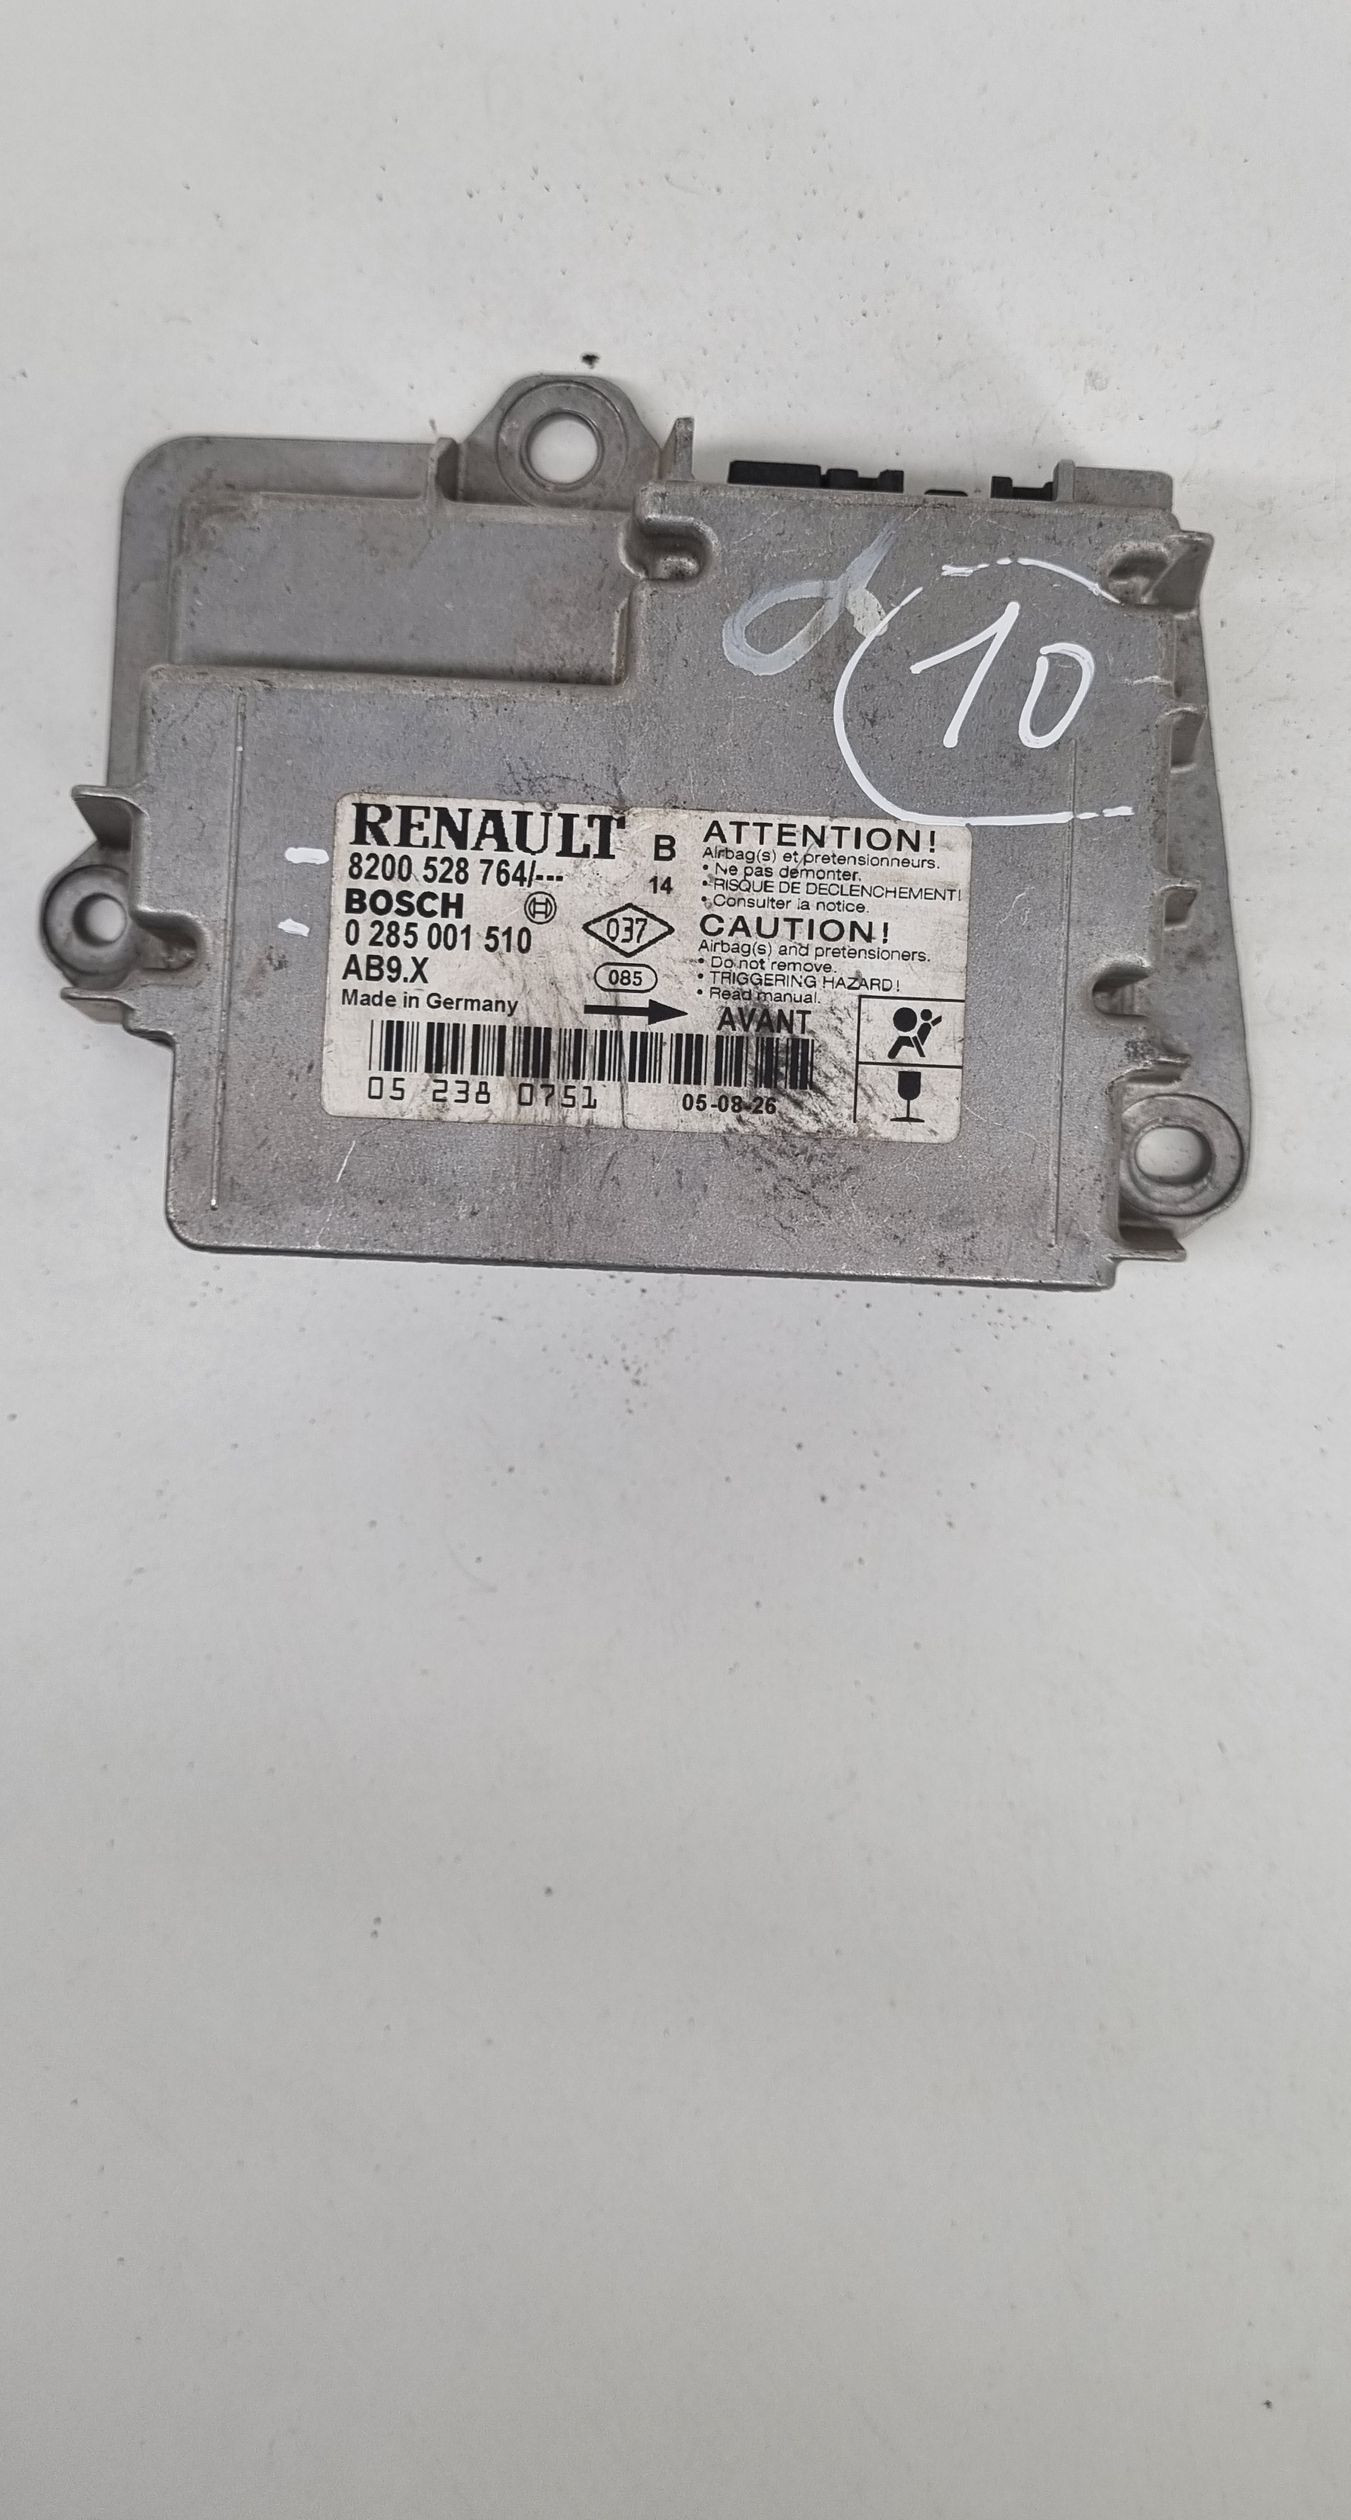 10
RENAULT
8200 528 764/---
BOSCH
0 285 001 510
AB9.X
Made in Germany
B
14
037
085
ATTENTION!
Airbag(s) et pretensionneurs.
• Ne pas demonter.
• RISQUE DE DECLENCHEMENT!
• Consulter la notice.
CAUTION!
Airbag(s) and pretensioners.
• Do not remove.
• TRIGGERING HAZARD!
• Read manual.
AVANT
05 238 0751
05-08-26